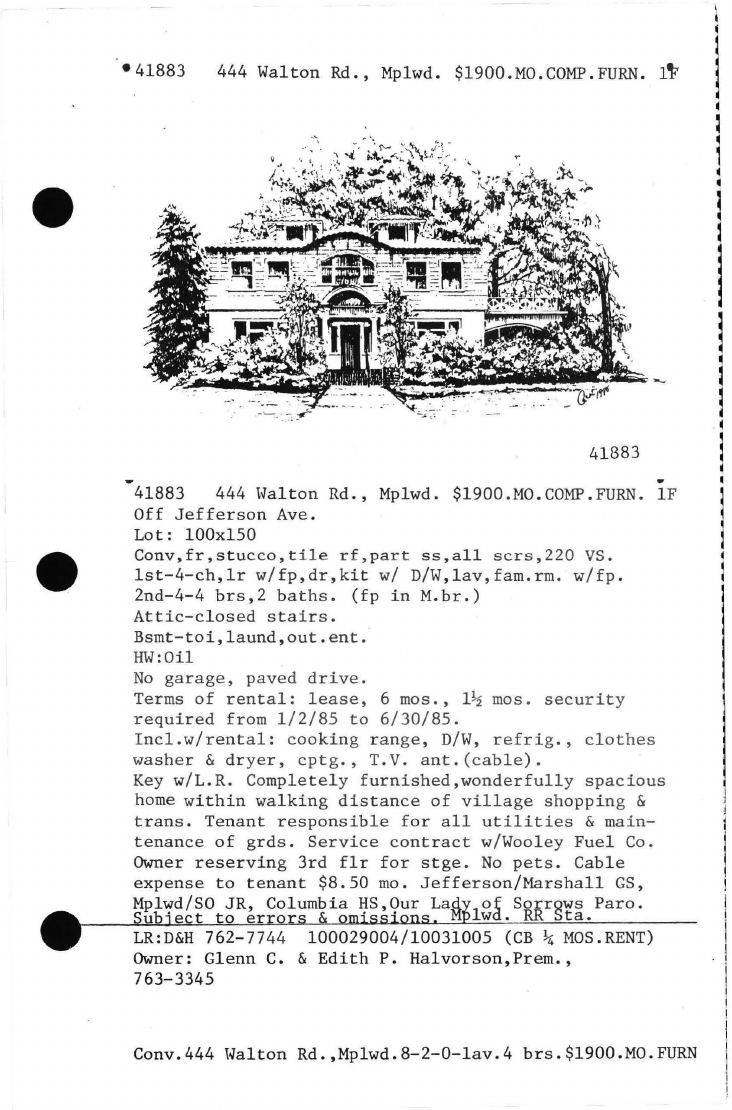 41883 444 Walton Rd., Mplwd. $1900.MO.COMP.FURN. 1F
1984
41883
41883 444 Walton Rd., Mplwd. $1900.MO.COMP.FURN. 1F
Off Jefferson Ave.
Lot: 100x150
Conv,fr,stucco,tile rf,part ss,all scrs,220 VS.
1st-4-ch,lr w/fp,dr,kit w/ D/W,lav,fam.rm. w/fp.
2nd-4-4 brs,2 baths. (fp in M.br.)
Attic-closed stairs.
Bsmt-toi,laund,out.ent.
HW:Oil
No garage, paved drive.
Terms of rental: lease, 6 mos., 1½ mos. security
required from 1/2/85 to 6/30/85.
Incl.w/rental: cooking range, D/W, refrig., clothes
washer & dryer, cptg., T.V. ant.(cable).
Key w/L.R. Completely furnished,wonderfully spacious
home within walking distance of village shopping &
trans. Tenant responsible for all utilities & main-
tenance of grds. Service contract w/Wooley Fuel Co.
Owner reserving 3rd flr for stge. No pets. Cable
expense to tenant $8.50 mo. Jefferson/Marshall GS,
Mplwd/SO JR, Columbia HS,Our Lady of Sorrows Paro.
Subject to errors & omissions. Mplwd. RR Sta.
LR:D&H 762-7744 100029004/10031005 (CB ¼ MOS.RENT)
Owner: Glenn C. & Edith P. Halvorson,Prem.,
763-3345
Conv.444 Walton Rd.,Mplwd.8-2-0-lav.4 brs.$1900.MO.FURN